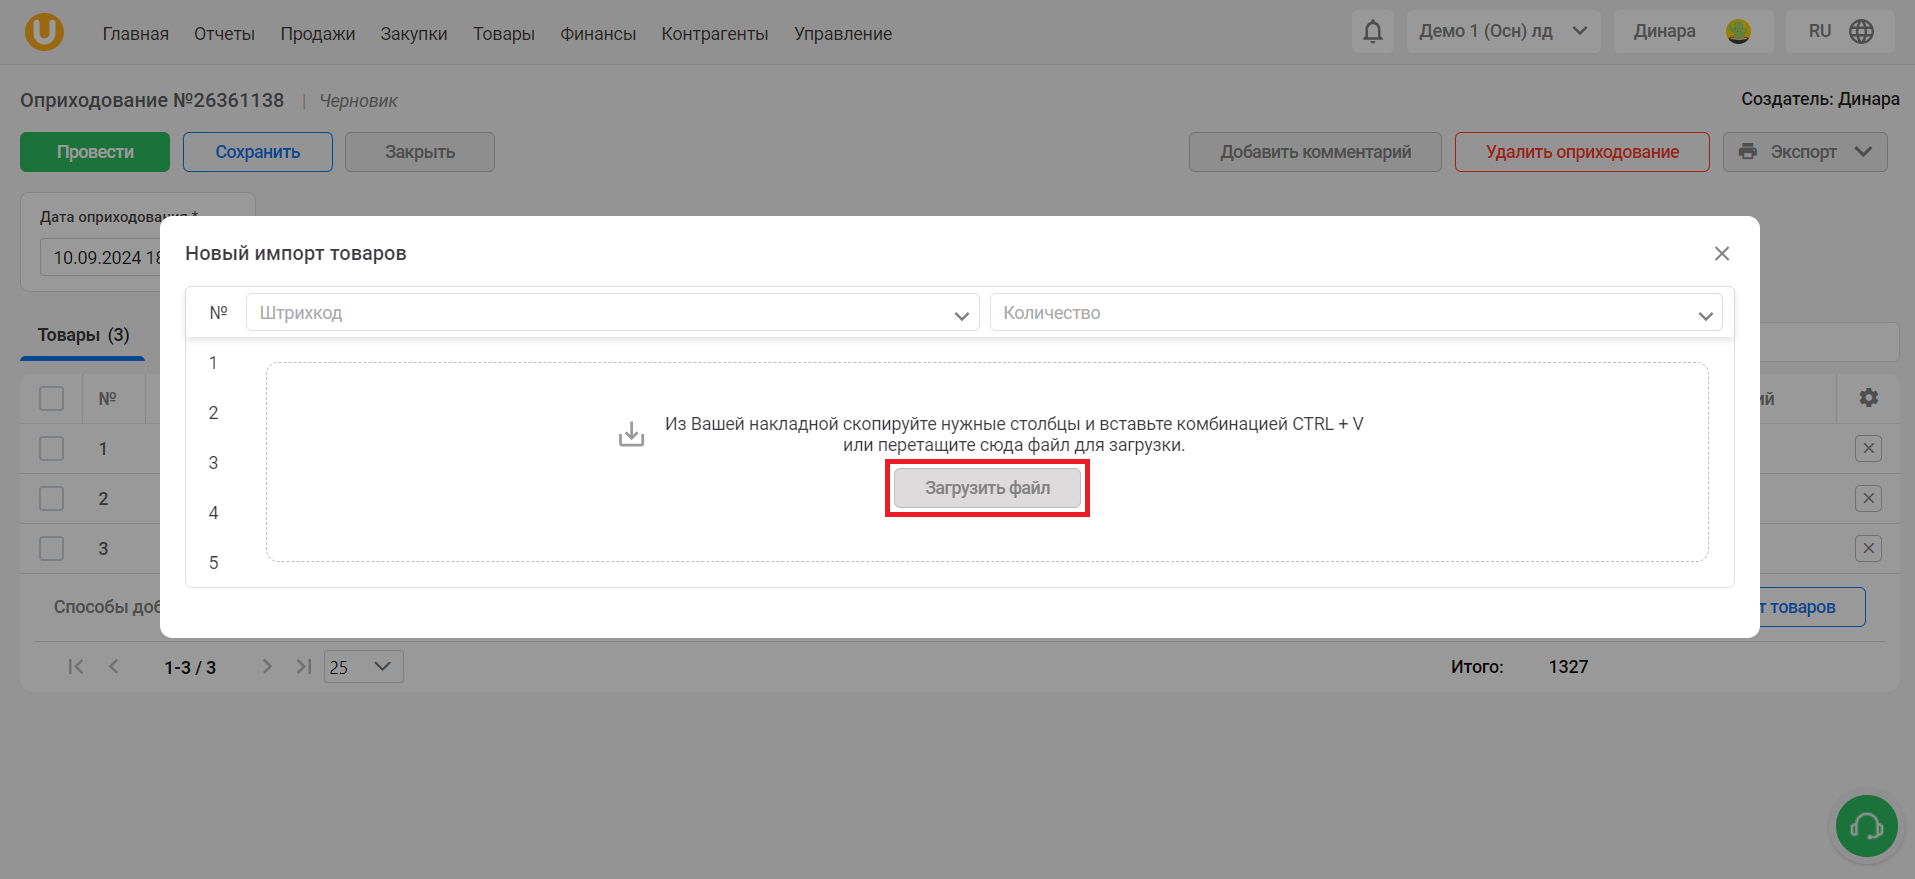 Главная Отчеты Продажи Закупки Товары Финансы Контрагенты Управление Демо 1 (Осн) лд Динара RU
Оприходование №26361138 | Черновик Создатель: Динара
Провести Сохранить Закрыть Добавить комментарий Удалить оприходование Экспорт
Дата оприходования *
10.09.2024 18
Новый импорт товаров
№ Штрихкод Количество
Товары (3)
1
2
3
4
5
Из Вашей накладной скопируйте нужные столбцы и вставьте комбинацией CTRL + V
или перетащите сюда файл для загрузки.
Загрузить файл
№ ий
1
2
3
Способы доб т товаров
1-3 / 3 25 Итого: 1327